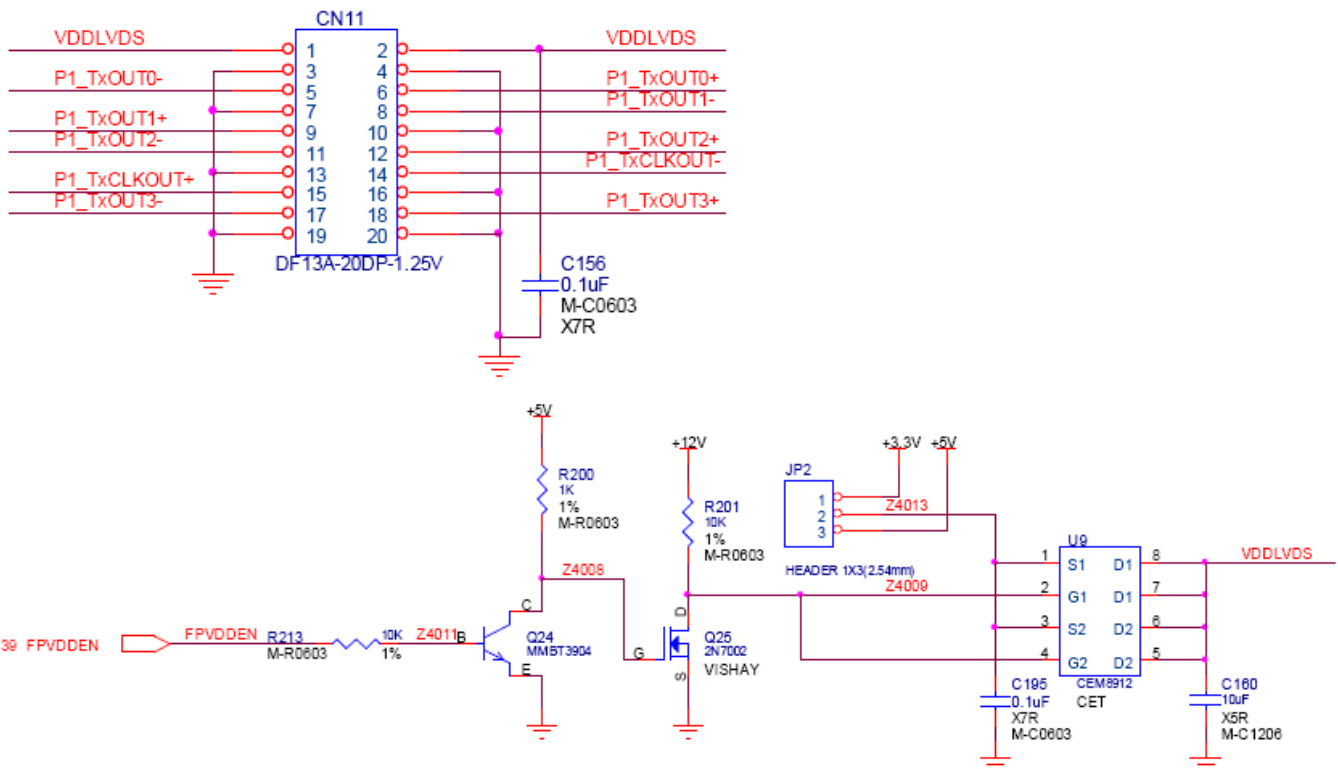 CN11
VDDLVDS 1 2 VDDLVDS
3 4
P1_TxOUT0- 5 6 P1_TxOUT0+
7 8 P1_TxOUT1-
P1_TxOUT1+ 9 10
P1_TxOUT2- 11 12 P1_TxOUT2+
13 14 P1_TxCLKOUT-
P1_TxCLKOUT+ 15 16
P1_TxOUT3- 17 18 P1_TxOUT3+
19 20
DF13A-20DP-1.25V
C156
0.1uF
M-C0603
X7R
+5V
R200
1K
1%
M-R0603
+12V
R201
10K
1%
M-R0603
JP2
1
2
3
HEADER 1X3(2.54mm)
+3.3V +5V
Z4013
Z4008
Z4009
39 FPVDDEN
FPVDDEN
R213
M-R0603
10K
1%
Z4011
B
C
E
Q24
MMBT3904
G
D
S
Q25
2N7002
VISHAY
U9
1 S1 D1 8
2 G1 D1 7
3 S2 D2 6
4 G2 D2 5
CEM8912
CET
VDDLVDS
C195
0.1uF
X7R
M-C0603
C160
10uF
X5R
M-C1206